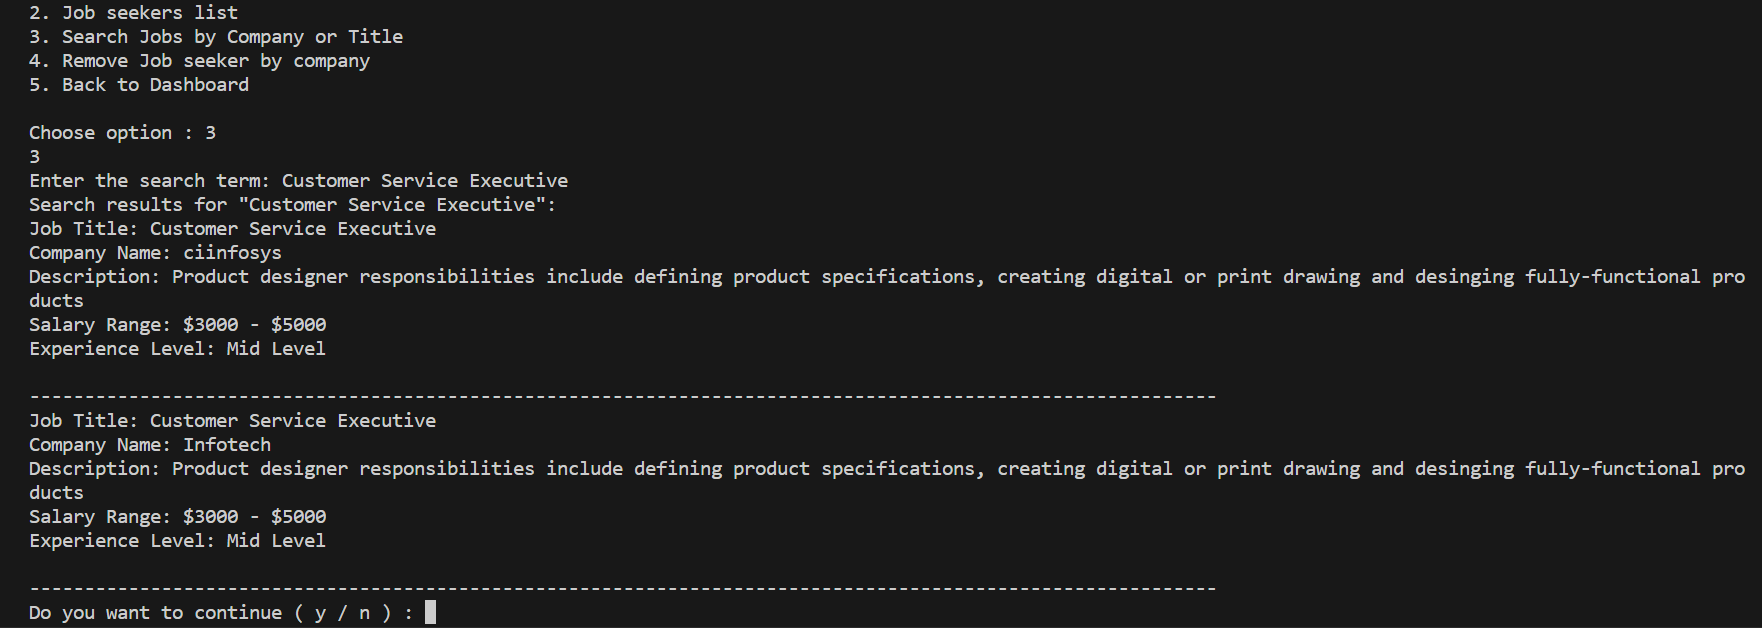 2. Job seekers list
3. Search Jobs by Company or Title
4. Remove Job seeker by company
5. Back to Dashboard
Choose option : 3
3
Enter the search term: Customer Service Executive
Search results for "Customer Service Executive":
Job Title: Customer Service Executive
Company Name: ciinfosys
Description: Product designer responsibilities include defining product specifications, creating digital or print drawing and desinging fully-functional pro
ducts
Salary Range: $3000 - $5000
Experience Level: Mid Level
------------------------------------------------------------------------------------------------------------
Job Title: Customer Service Executive
Company Name: Infotech
Description: Product designer responsibilities include defining product specifications, creating digital or print drawing and desinging fully-functional pro
ducts
Salary Range: $3000 - $5000
Experience Level: Mid Level
------------------------------------------------------------------------------------------------------------
Do you want to continue ( y / n ) :